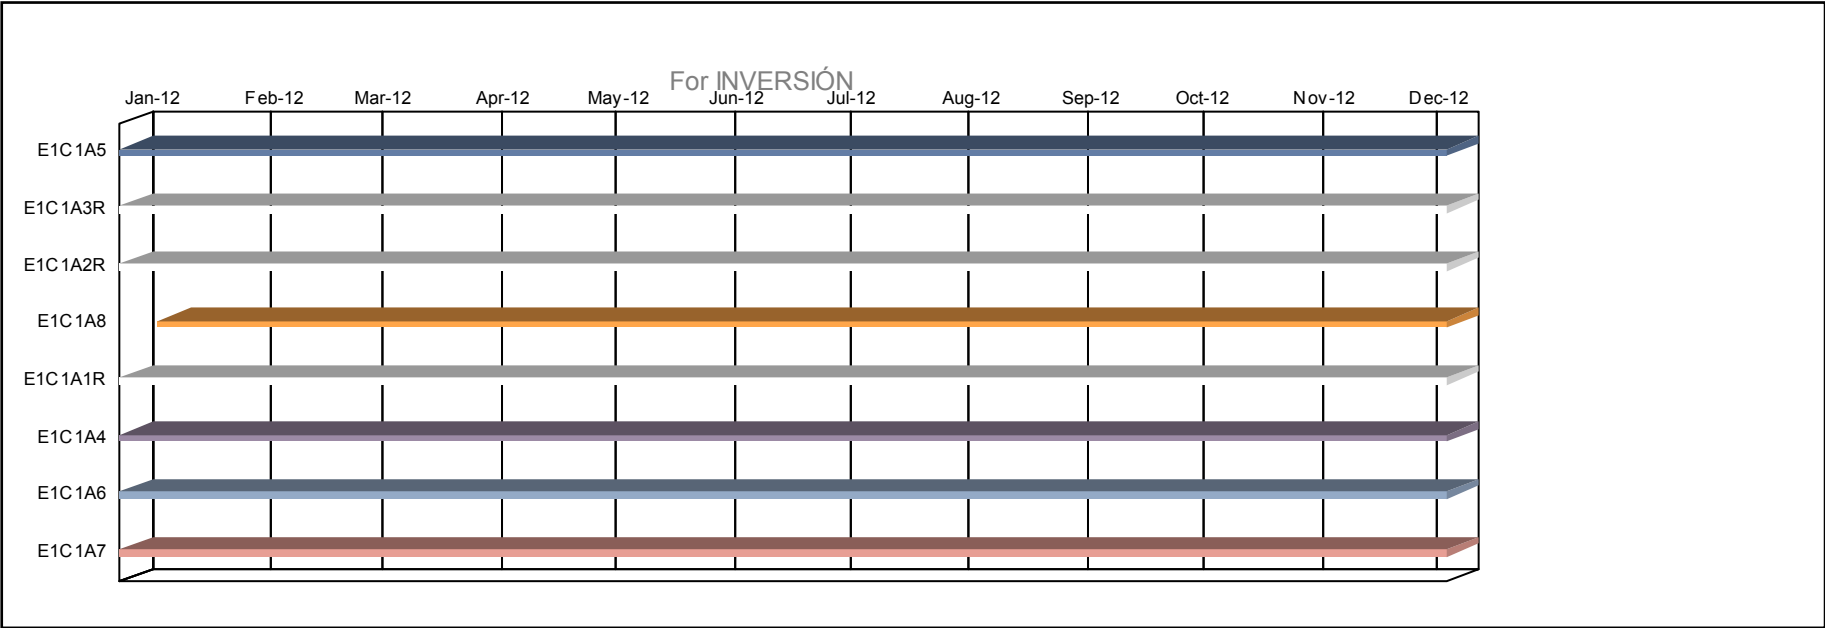 For INVERSIÓN
Jan-12 Feb-12 Mar-12 Apr-12 May-12 Jun-12 Jul-12 Aug-12 Sep-12 Oct-12 Nov-12 Dec-12
E1C1A5
E1C1A3R
E1C1A2R
E1C1A8
E1C1A1R
E1C1A4
E1C1A6
E1C1A7